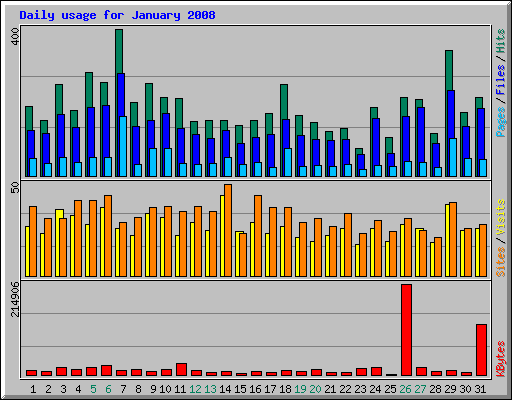 Daily usage for January 2008
400
Pages / Files / Hits
50
Sites / Visits
214906
KBytes
1 2 3 4 5 6 7 8 9 10 11 12 13 14 15 16 17 18 19 20 21 22 23 24 25 26 27 28 29 30 31